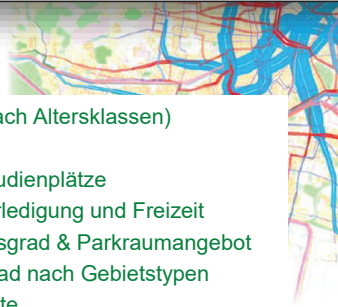 ach Altersklassen)
udienplätze
rledigung und Freizeit
sgrad & Parkraumangebot
ad nach Gebietstypen